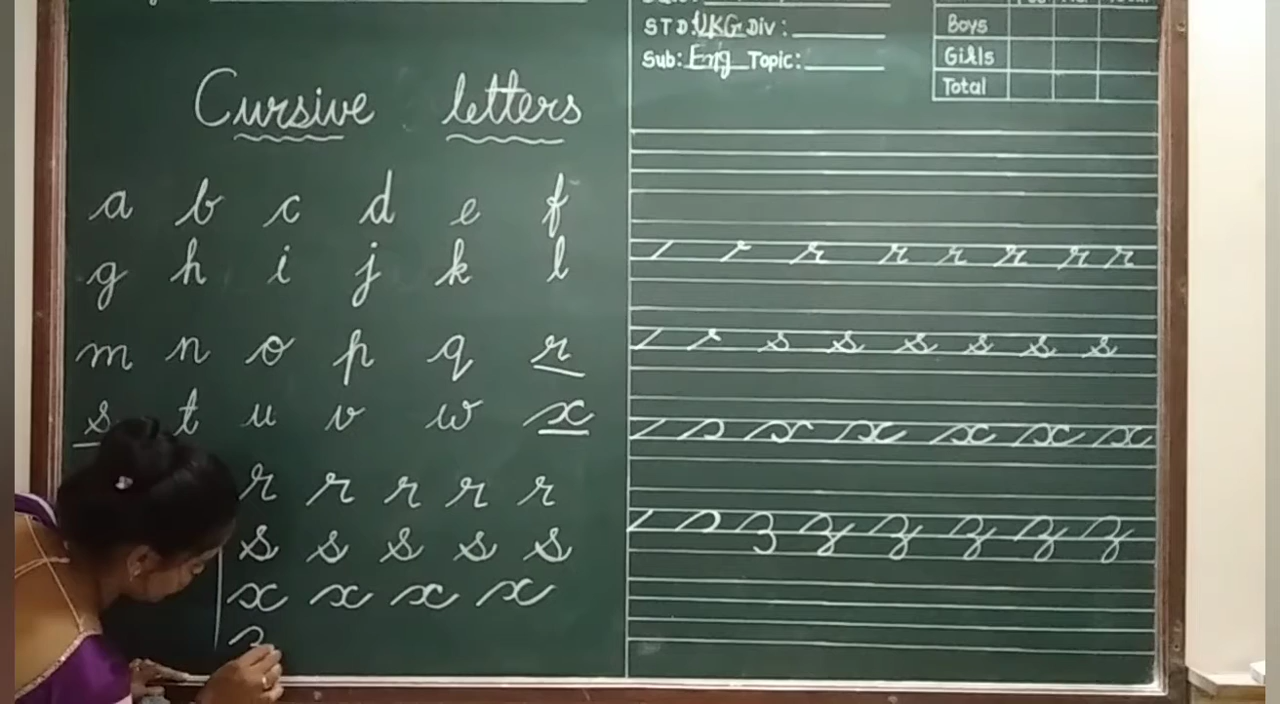 Cursive letters
a b c d e f
g h i j k l
m n o p q r
s t u v w x
r r r r r
s s s s s
x x x x
STD: UKG Div :
Sub: Eng Topic:
Boys
Girls
Total
r r r r r r
s s s s s s
x x x x x
z z z z z z